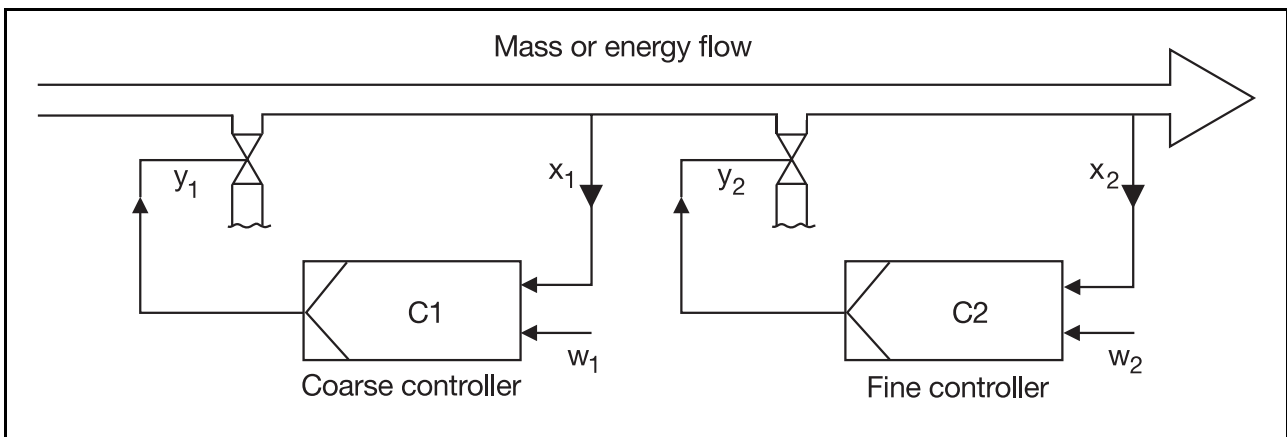 Mass or energy flow
y₁
x₁
y₂
x₂
C1
w₁
C2
w₂
Coarse controller
Fine controller